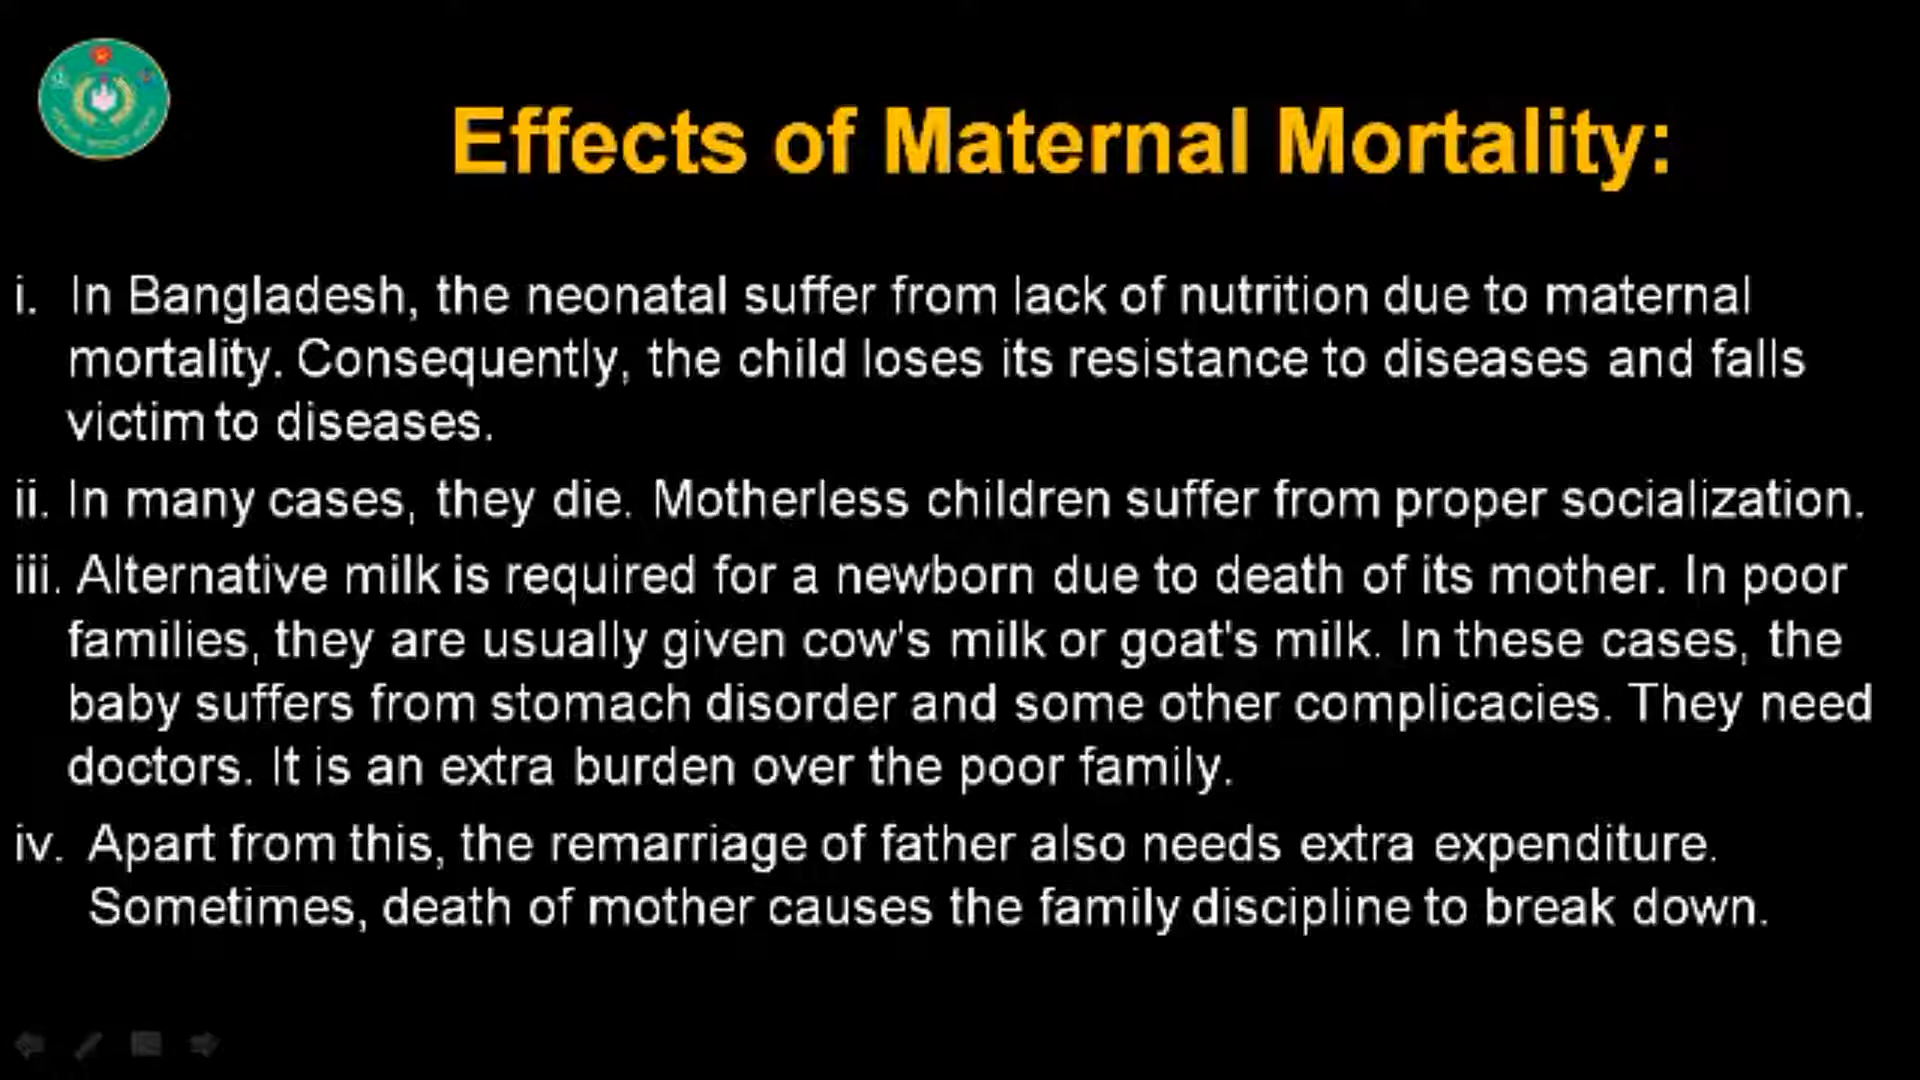 Effects of Maternal Mortality:
i. In Bangladesh, the neonatal suffer from lack of nutrition due to maternal
mortality. Consequently, the child loses its resistance to diseases and falls
victim to diseases.
ii. In many cases, they die. Motherless children suffer from proper socialization.
iii. Alternative milk is required for a newborn due to death of its mother. In poor
families, they are usually given cow's milk or goat's milk. In these cases, the
baby suffers from stomach disorder and some other complicacies. They need
doctors. It is an extra burden over the poor family.
iv. Apart from this, the remarriage of father also needs extra expenditure.
Sometimes, death of mother causes the family discipline to break down.